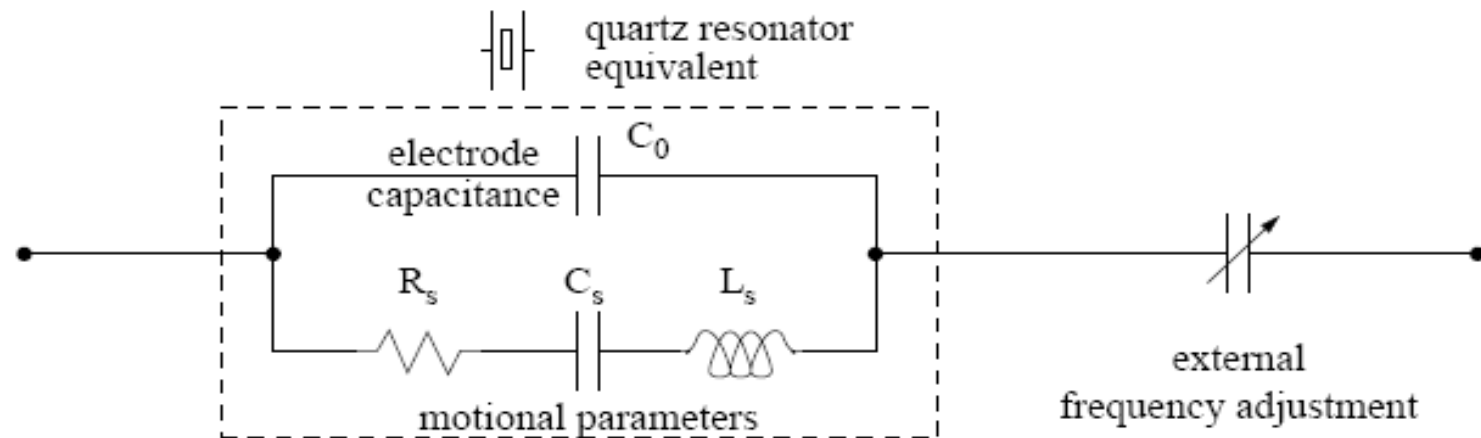 quartz resonator
equivalent
C0
electrode
capacitance
Rs Cs Ls
motional parameters
external
frequency adjustment